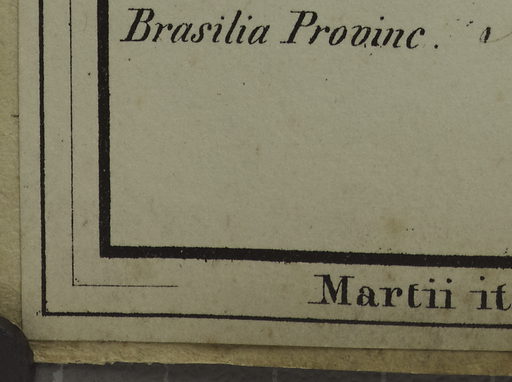 Brasilia Provinc.
Martii it